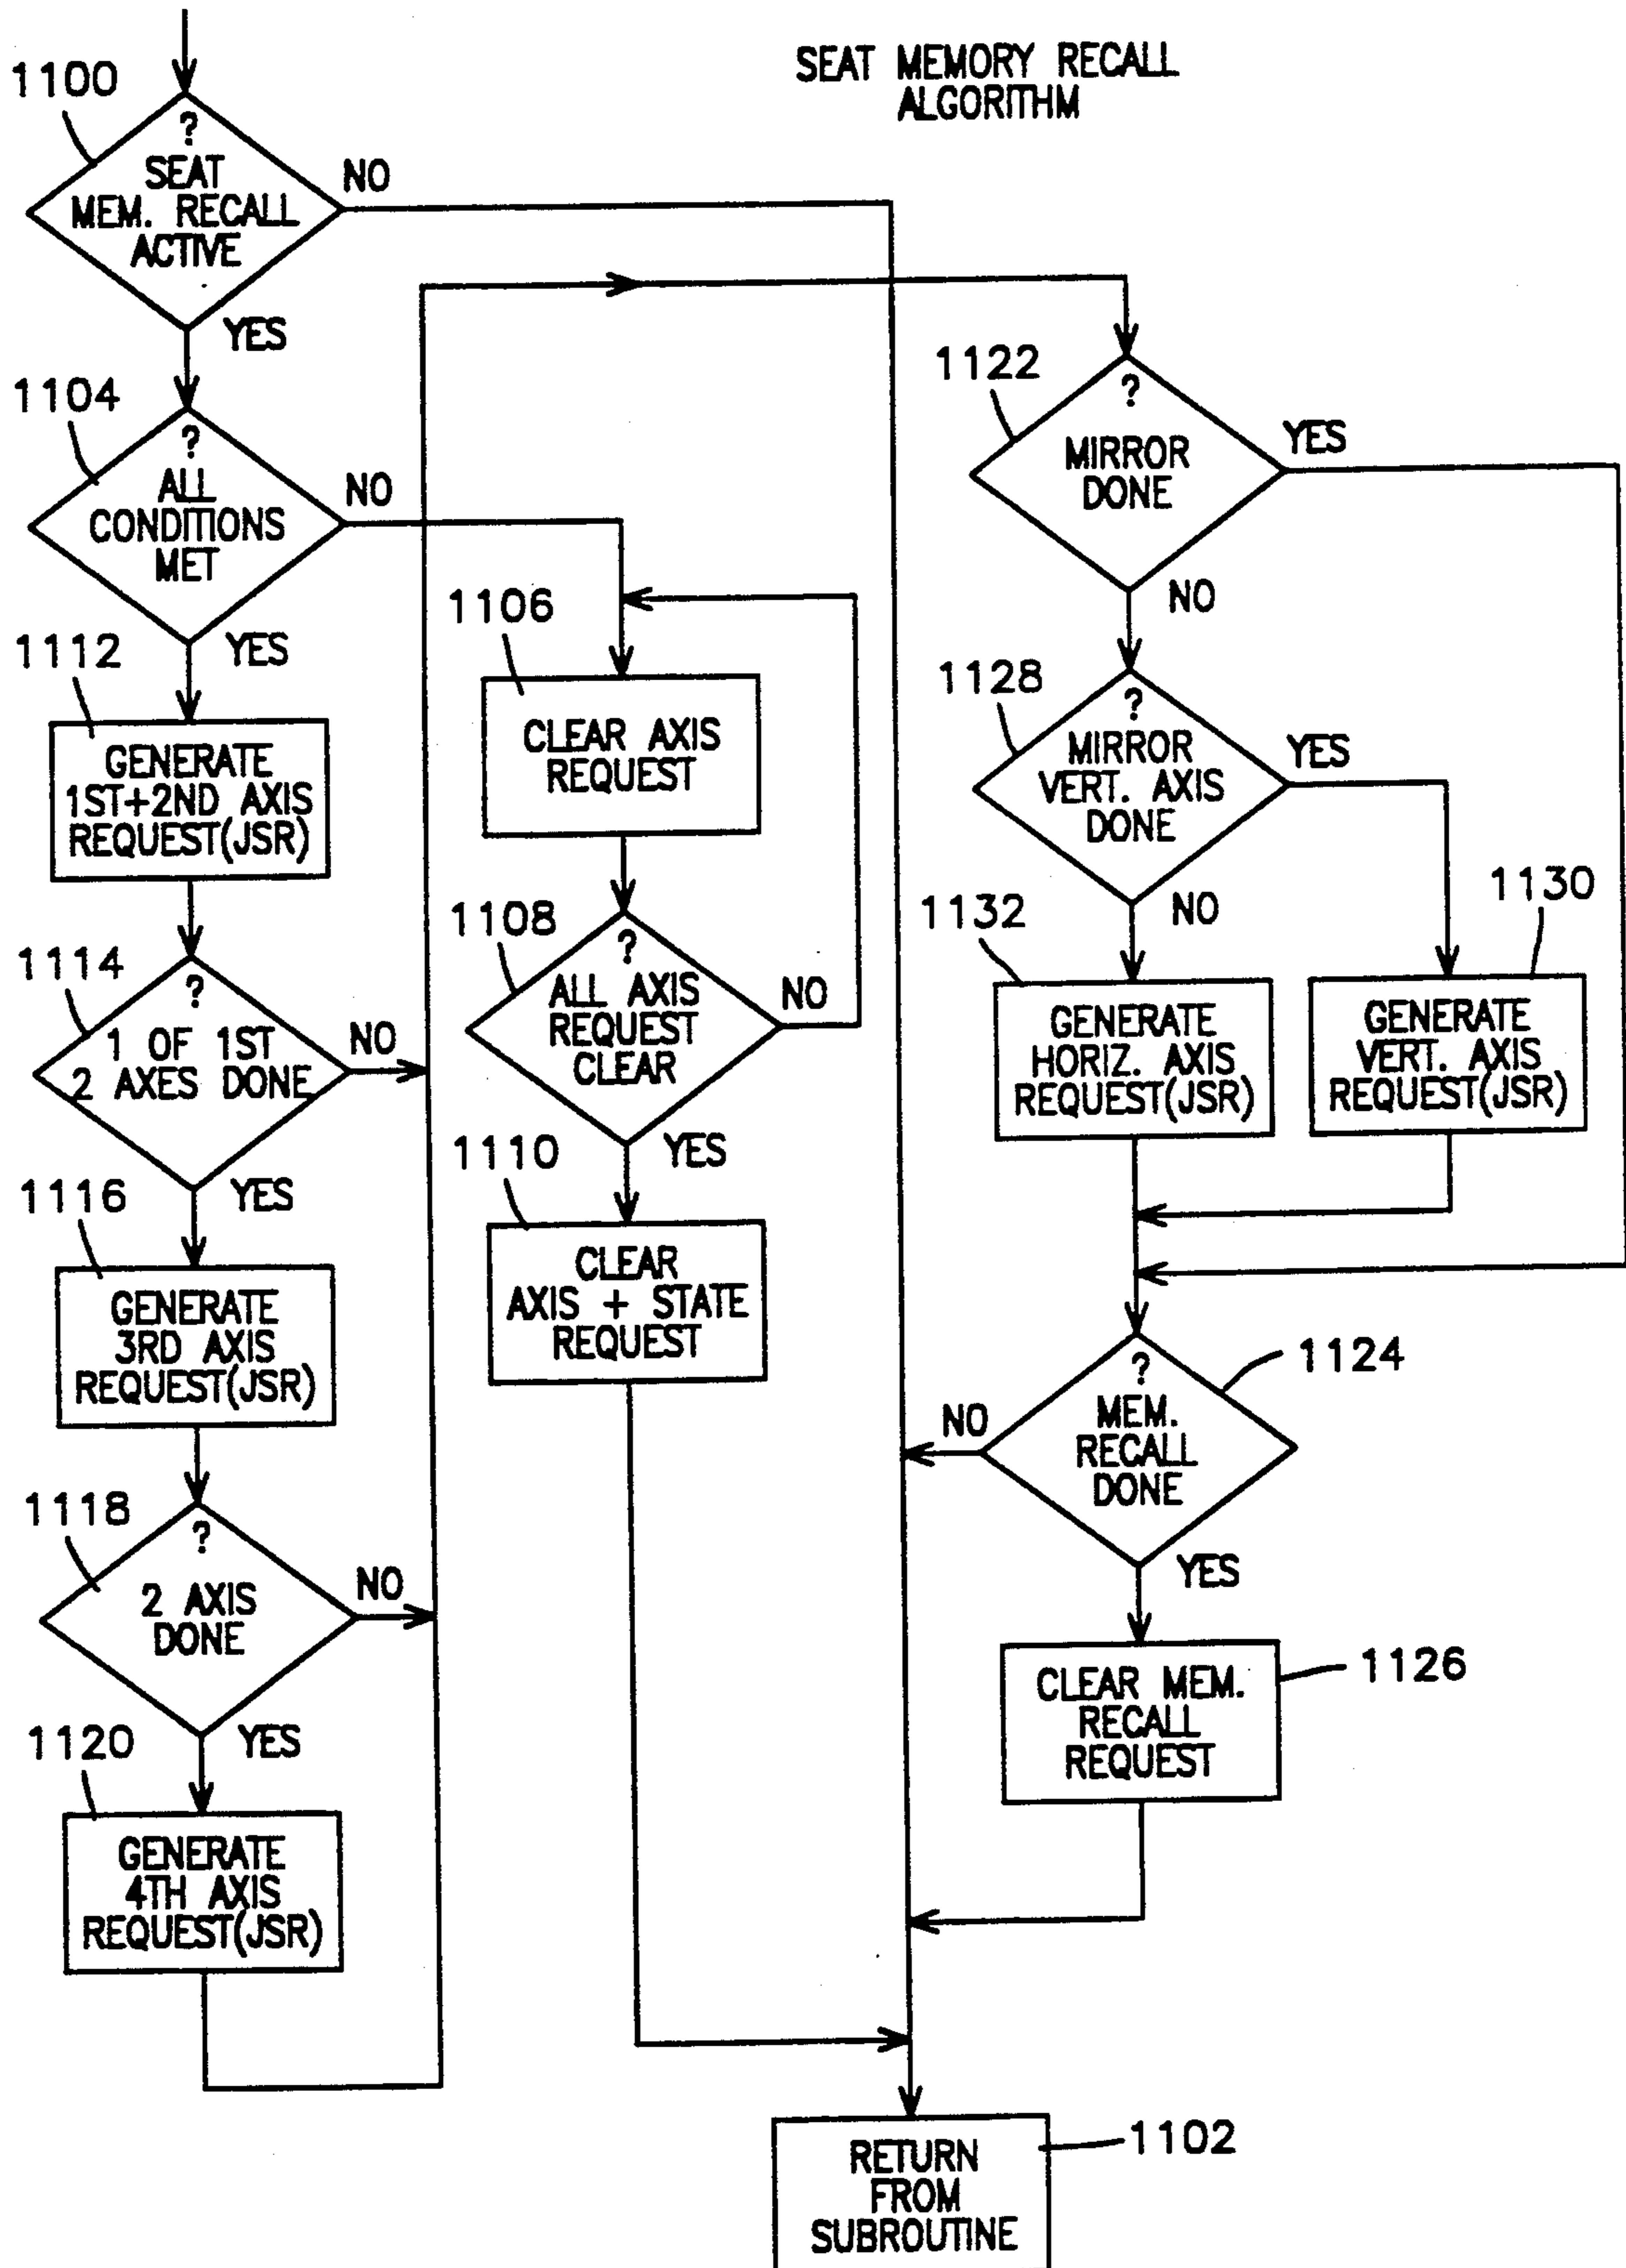 SEAT MEMORY RECALL
ALGORITHM
1100
?
SEAT
MEM. RECALL
ACTIVE
NO
YES
1104
?
ALL
CONDITIONS
MET
NO
YES
1112
GENERATE
1ST+2ND AXIS
REQUEST(JSR)
1114
?
1 OF 1ST
2 AXES DONE
NO
YES
1116
GENERATE
3RD AXIS
REQUEST(JSR)
1118
?
2 AXIS
DONE
NO
YES
1120
GENERATE
4TH AXIS
REQUEST(JSR)
1106
CLEAR AXIS
REQUEST
1108
?
ALL AXIS
REQUEST
CLEAR
NO
YES
1110
CLEAR
AXIS + STATE
REQUEST
1122
?
MIRROR
DONE
YES
NO
1128
?
MIRROR
VERT. AXIS
DONE
YES
NO
1132
GENERATE
HORIZ. AXIS
REQUEST(JSR)
1130
GENERATE
VERT. AXIS
REQUEST(JSR)
1124
?
MEM.
RECALL
DONE
NO
YES
1126
CLEAR MEM.
RECALL
REQUEST
1102
RETURN
FROM
SUBROUTINE